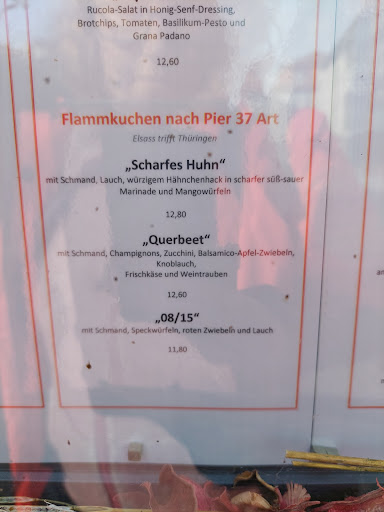 Rucola-Salat in Honig-Senf-Dressing,
Brotchips, Tomaten, Basilikum-Pesto und
Grana Padano
12,60
Flammkuchen nach Pier 37 Art
Elsass trifft Thüringen
„Scharfes Huhn“
mit Schmand, Lauch, würzigem Hähnchenhack in scharfer süß-sauer
Marinade und Mangowürfeln
12,80
„Querbeet“
mit Schmand, Champignons, Zucchini, Balsamico-Apfel-Zwiebeln,
Knoblauch,
Frischkäse und Weintrauben
12,60
„08/15“
mit Schmand, Speckwürfeln, roten Zwiebeln und Lauch
11,80